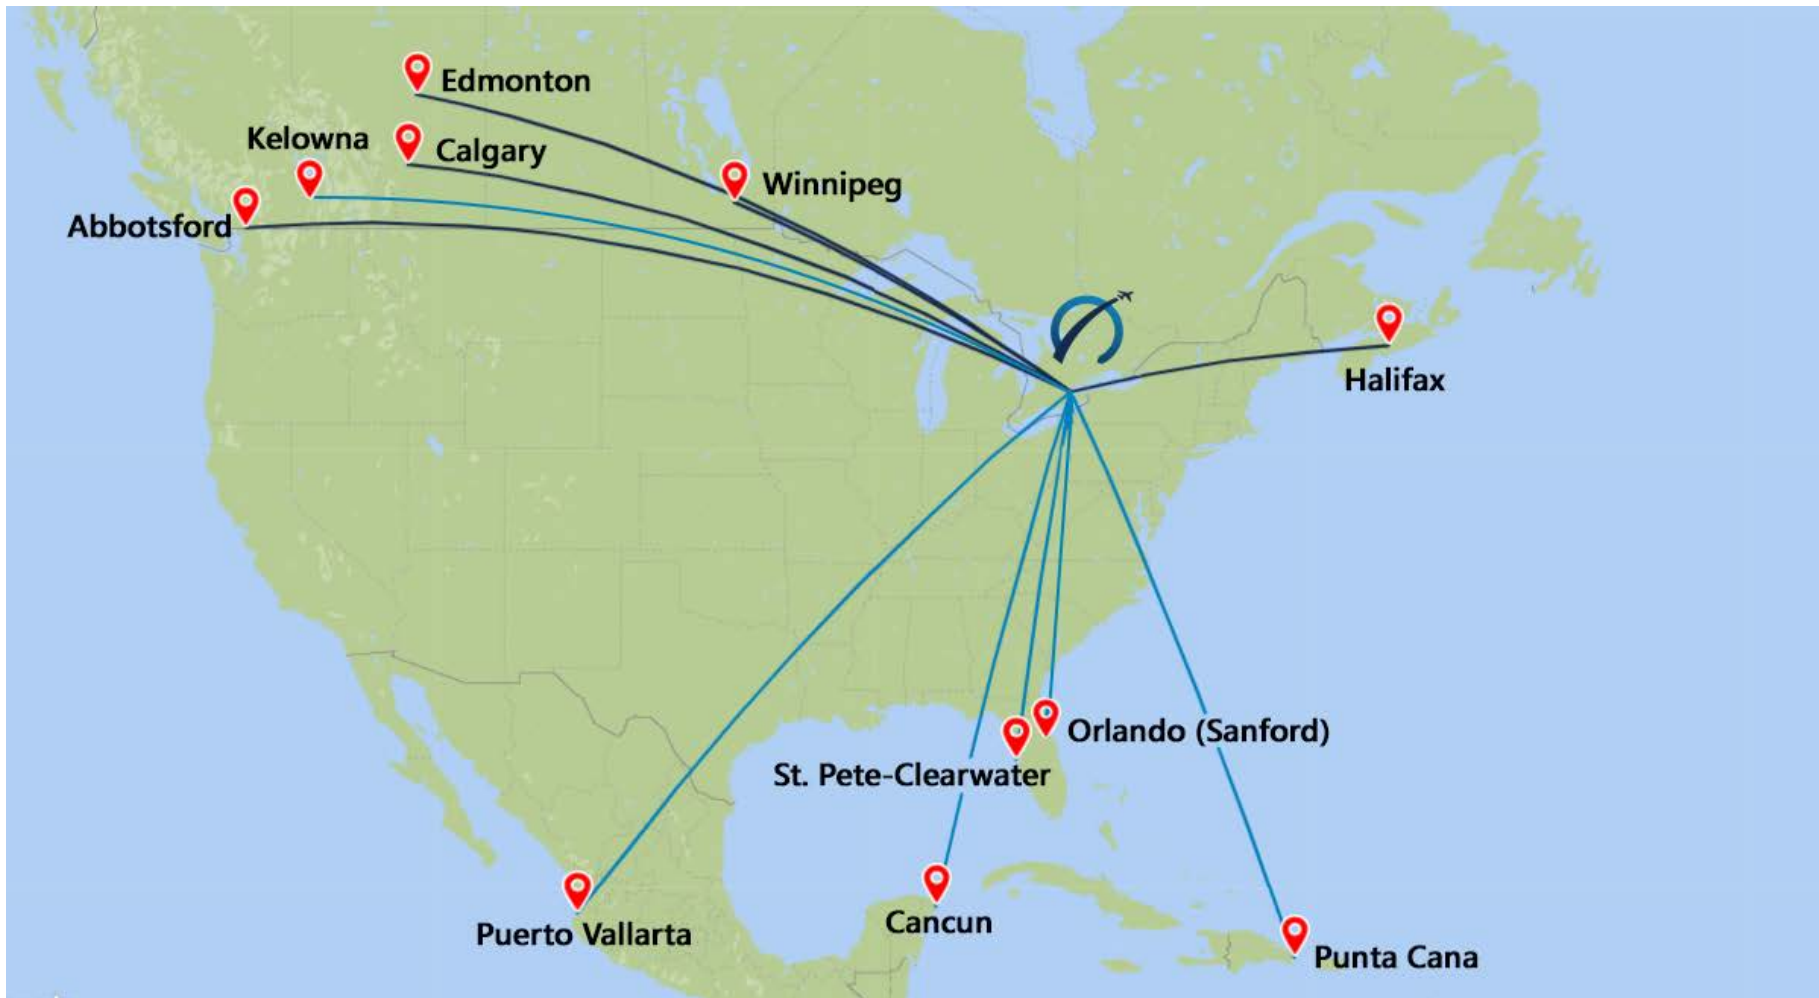 Edmonton
Kelowna
Calgary
Winnipeg
Abbotsford
Halifax
Orlando (Sanford)
St. Pete-Clearwater
Cancun
Puerto Vallarta
Punta Cana